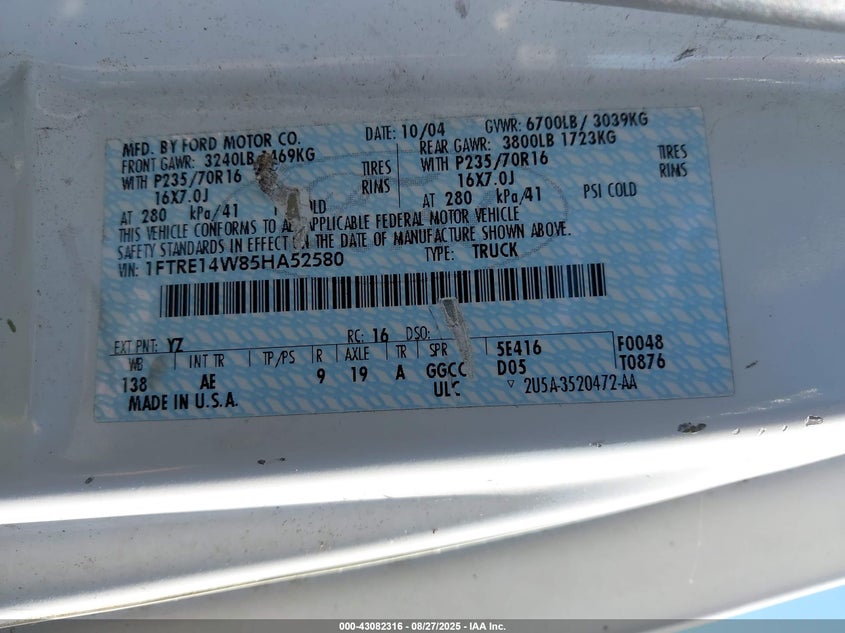 MFD. BY FORD MOTOR CO. DATE: 10/04 GVWR: 6700LB / 3039KG
FRONT GAWR: 3240LB 469KG REAR GAWR: 3800LB 1723KG
WITH P235/70R16 TIRES WITH P235/70R16 TIRES
16X7.0J RIMS 16X7.0J RIMS
AT 280 kPa/41 AT 280 kPa/41 PSI COLD
THIS VEHICLE CONFORMS TO APPLICABLE FEDERAL MOTOR VEHICLE
SAFETY STANDARDS IN EFFECT THE DATE OF MANUFACTURE SHOWN ABOVE.
VIN: 1FTRE14W85HA52580 TYPE: TRUCK
EXT PNT: YZ RC: 16 DSO:
WB INT TR TP/PS R AXLE TR SPR 5E416 F0048
138 AE 9 19 A GGCC D05 T0876
MADE IN U.S.A. 2U5A-3520472-AA
000-43082316 - 08/27/2025 - IAA Inc.